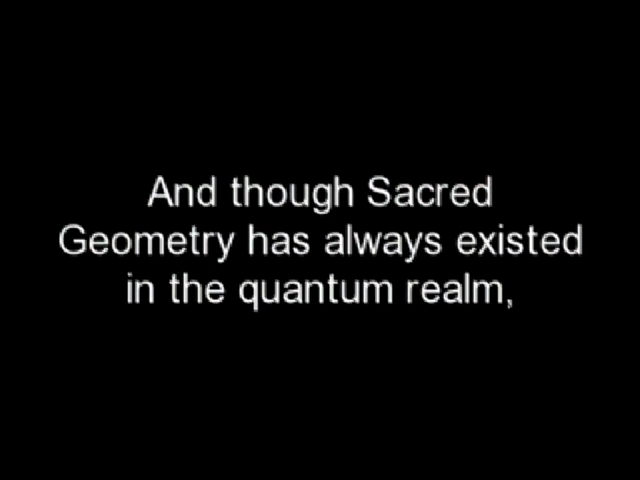 And though Sacred
Geometry has always existed
in the quantum realm,